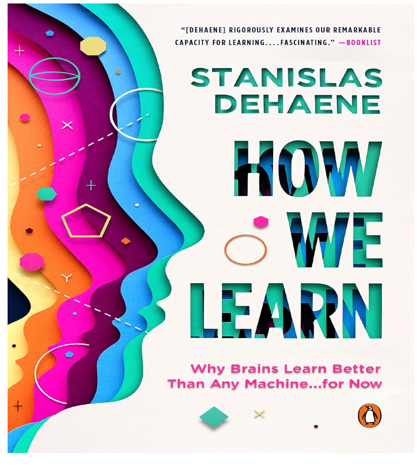 “[DEHAENE] RIGOROUSLY EXAMINES OUR REMARKABLE
CAPACITY FOR LEARNING....FASCINATING.” —BOOKLIST
STANISLAS
DEHAENE
HOW
WE
LEARN
Why Brains Learn Better
Than Any Machine...for Now